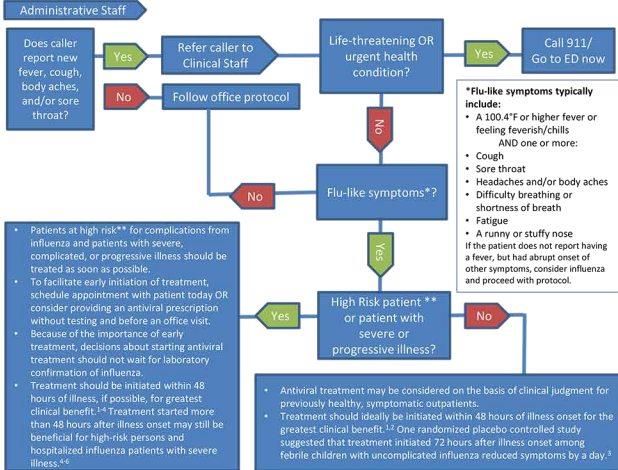 Administrative Staff
Does caller
report new
fever, cough,
body aches,
and/or sore
throat?
Yes
Refer caller to
Clinical Staff
Life-threatening OR
urgent health
condition?
Yes
Call 911/
Go to ED now
No
Follow office protocol
No
*Flu-like symptoms typically
include:
• A 100.4°F or higher fever or
feeling feverish/chills
AND one or more:
• Cough
• Sore throat
• Headaches and/or body aches
• Difficulty breathing or
shortness of breath
• Fatigue
• A runny or stuffy nose
If the patient does not report having
a fever, but had abrupt onset of
other symptoms, consider influenza
and proceed with protocol.
Flu-like symptoms*?
No
Yes
• Patients at high risk** for complications from
influenza and patients with severe,
complicated, or progressive illness should be
treated as soon as possible.
• To facilitate early initiation of treatment,
schedule appointment with patient today OR
consider providing an antiviral prescription
without testing and before an office visit.
• Because of the importance of early
treatment, decisions about starting antiviral
treatment should not wait for laboratory
confirmation of influenza.
• Treatment should be initiated within 48
hours of illness, if possible, for greatest
clinical benefit.1-6 Treatment started more
than 48 hours after illness onset may still be
beneficial for high-risk persons and
hospitalized influenza patients with severe
illness.4-6
Yes
High Risk patient **
or patient with
severe or
progressive illness?
No
• Antiviral treatment may be considered on the basis of clinical judgment for
previously healthy, symptomatic outpatients.
• Treatment should ideally be initiated within 48 hours of illness onset for the
greatest clinical benefit.1,2 One randomized placebo controlled study
suggested that treatment initiated 72 hours after illness onset among
febrile children with uncomplicated influenza reduced symptoms by a day.3